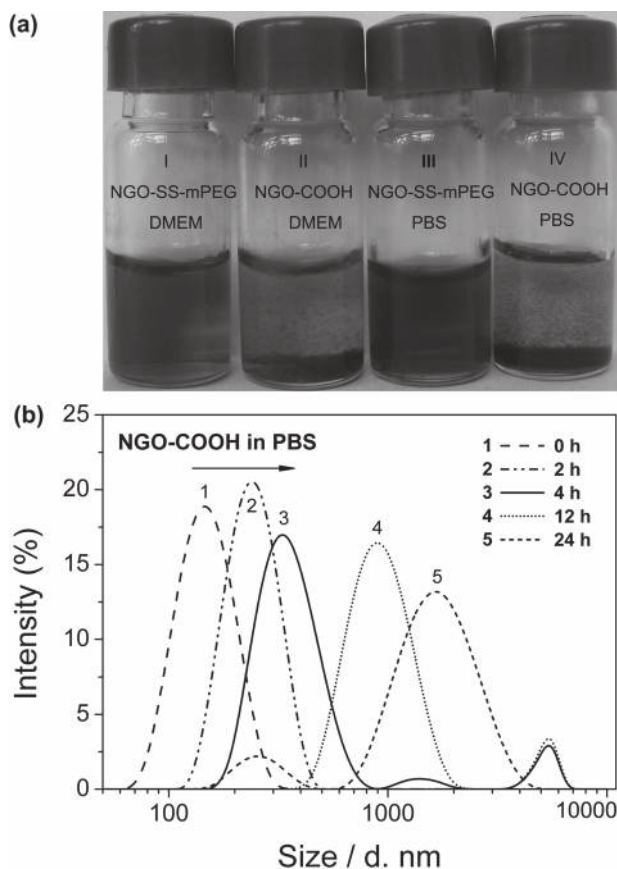 (a)
I
NGO-SS-mPEG
DMEM
II
NGO-COOH
DMEM
III
NGO-SS-mPEG
PBS
IV
NGO-COOH
PBS
(b)
NGO-COOH in PBS
1 0 h
2 2 h
3 4 h
4 12 h
5 24 h
1
2
3
4
5
25
20
15
10
5
0
Intensity (%)
100 1000 10000
Size / d. nm